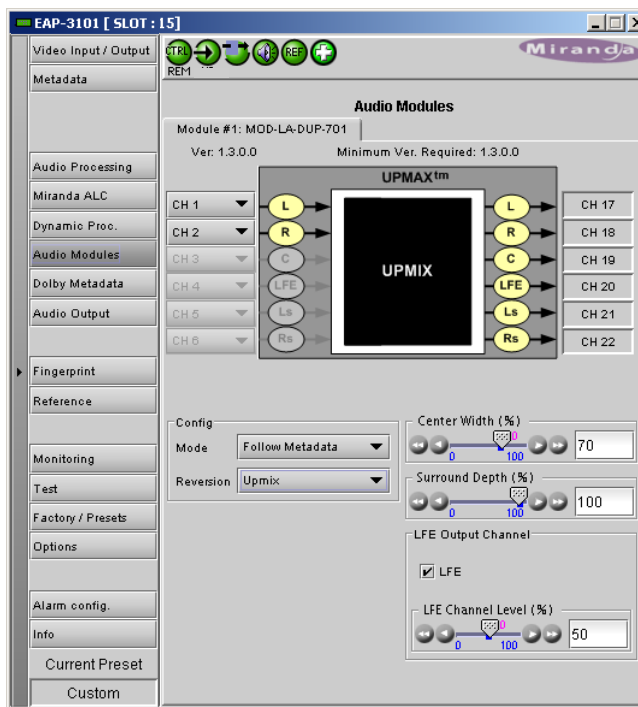 EAP-3101 [ SLOT : 15]
Video Input / Output
Metadata
Audio Processing
Miranda ALC
Dynamic Proc.
Audio Modules
Dolby Metadata
Audio Output
Fingerprint
Reference
Monitoring
Test
Factory / Presets
Options
Alarm config.
Info
Current Preset
Custom
CTRL
REF
REM
Miranda
Audio Modules
Module #1: MOD-LA-DUP-701
Ver: 1.3.0.0 Minimum Ver. Required: 1.3.0.0
UPMAXtm
CH 1 L L CH 17
CH 2 R R CH 18
CH 3 C C CH 19
UPMIX
CH 4 LFE LFE CH 20
CH 5 Ls Ls CH 21
CH 6 Rs Rs CH 22
Config
Mode Follow Metadata
Reversion Upmix
Center Width (%)
0 100 70
Surround Depth (%)
0 100 100
LFE Output Channel
LFE
LFE Channel Level (%)
0 100 50